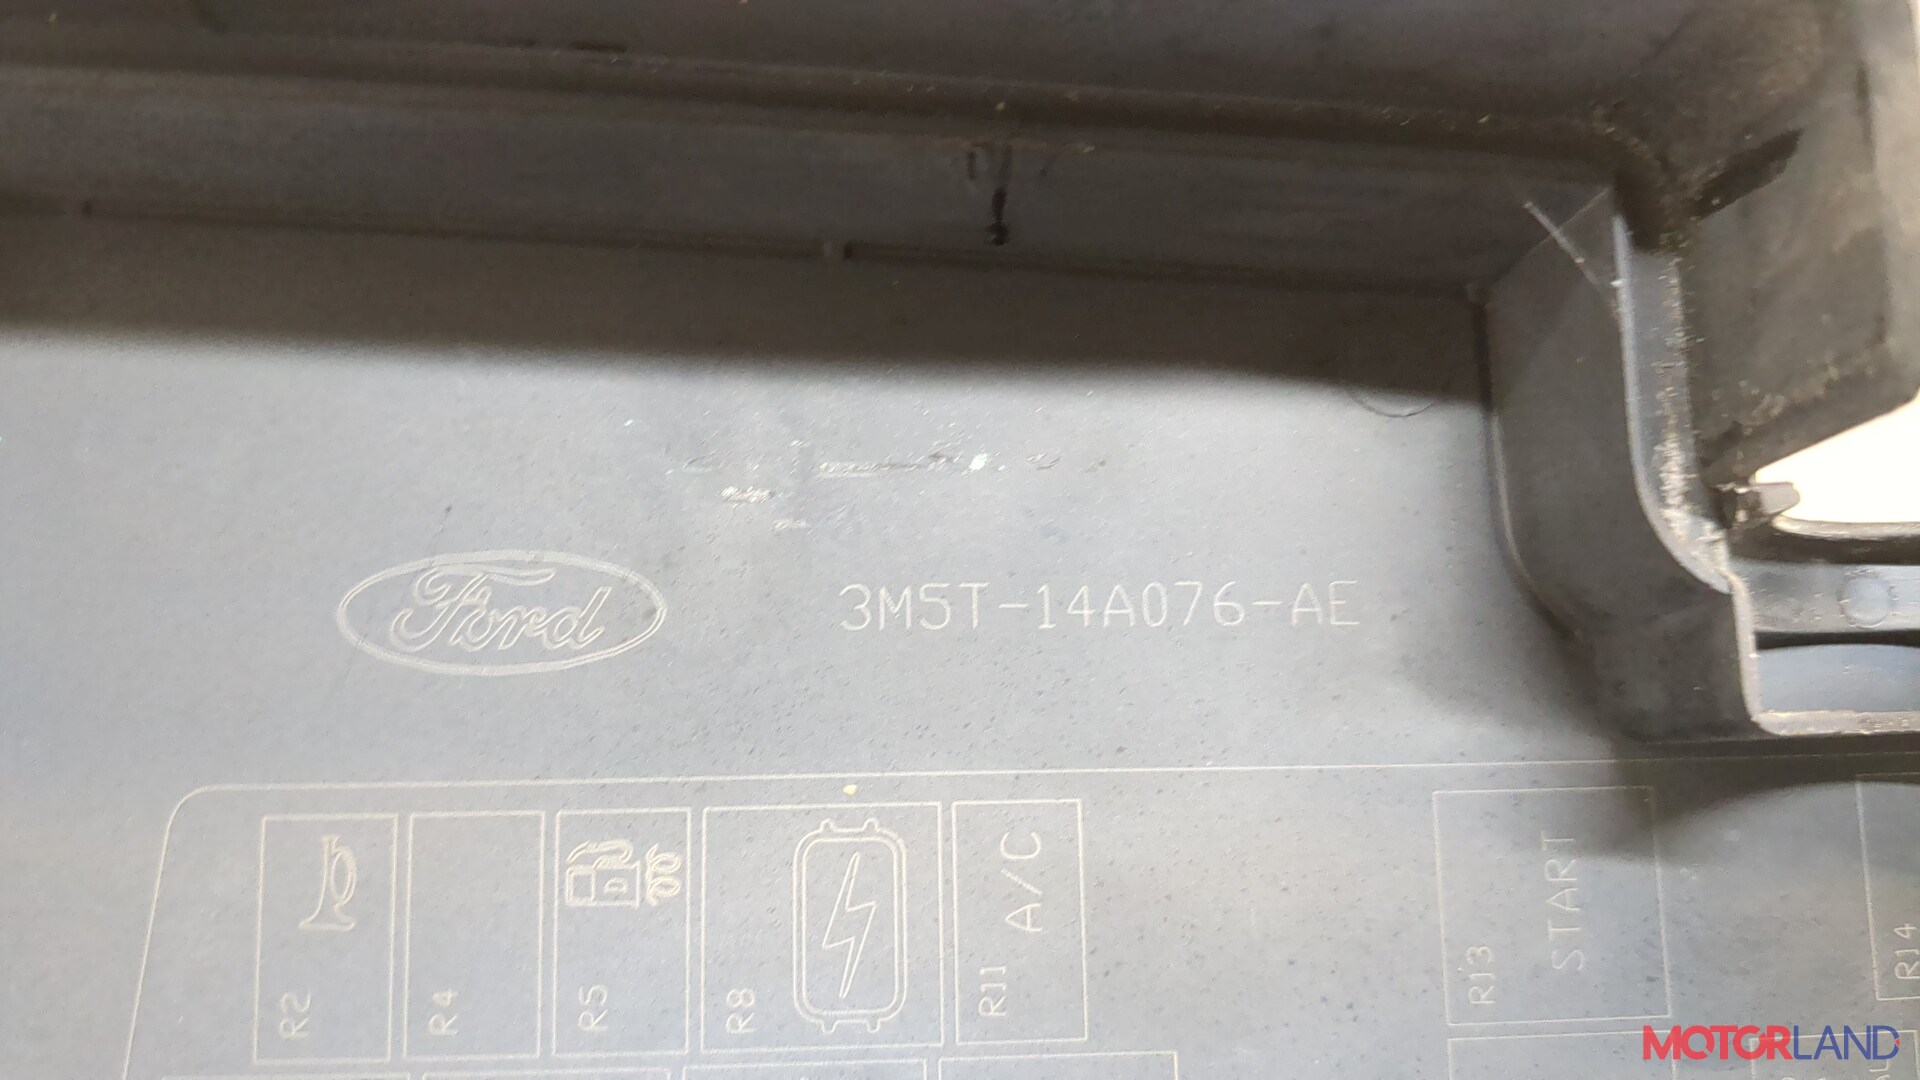 Ford
3M5T-14A076-AE
R2
R4
R5
D
R8
R11 A/C
R13 START
R14
MOTORLAND